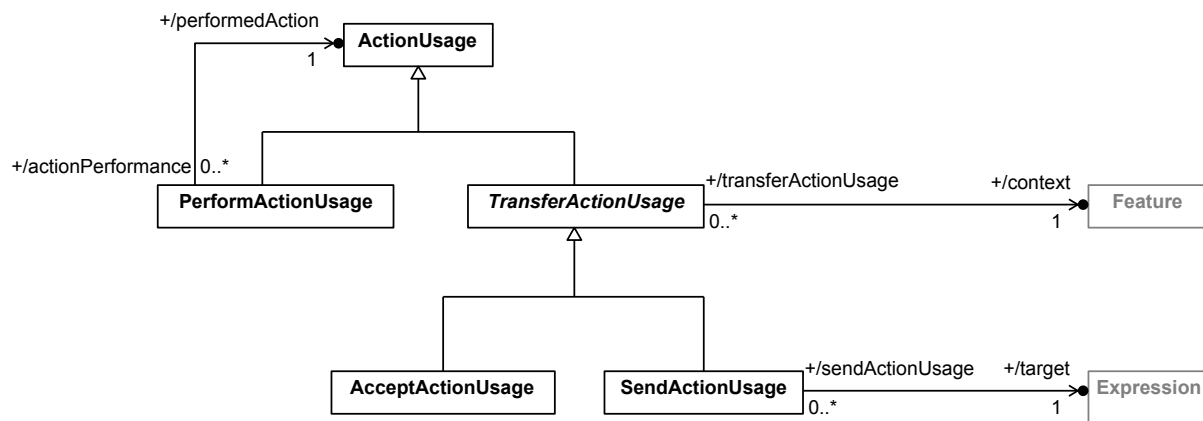 +/performedAction
ActionUsage
1
+/actionPerformance 0..*
PerformActionUsage
TransferActionUsage
+/transferActionUsage
+/context
Feature
0..*
1
AcceptActionUsage
SendActionUsage
+/sendActionUsage
+/target
Expression
0..*
1